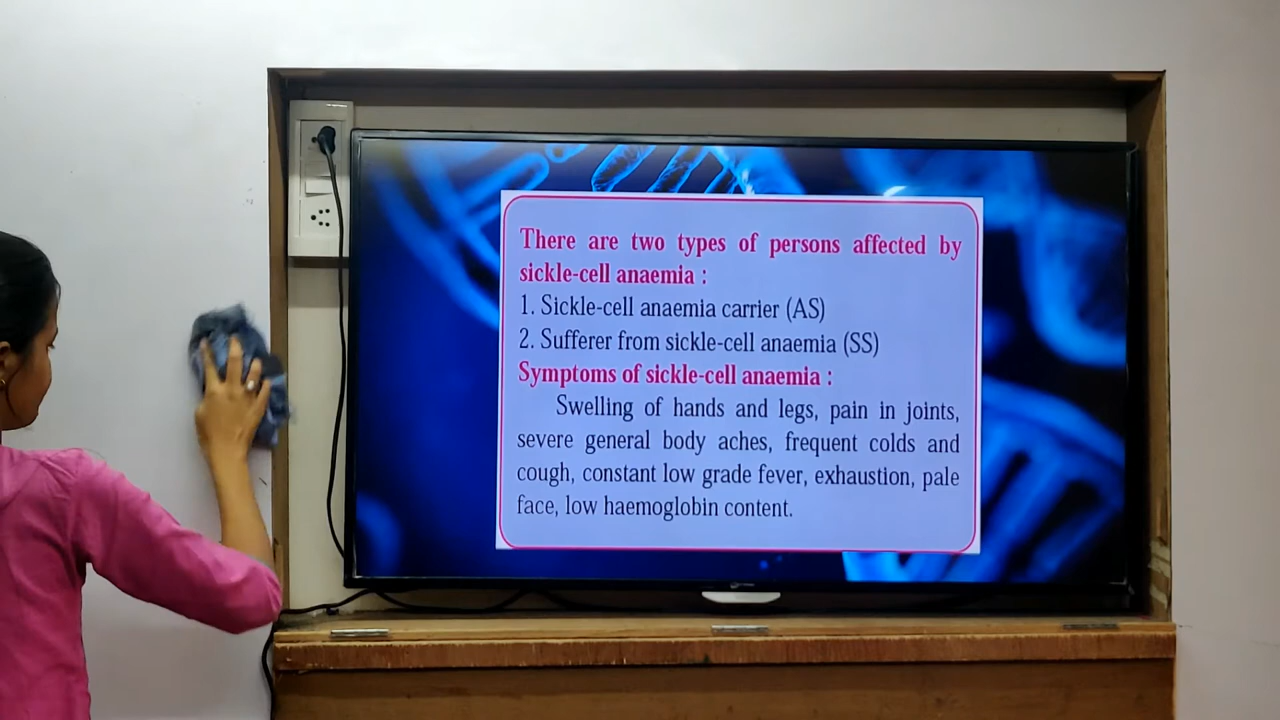 There are two types of persons affected by
sickle-cell anaemia :
1. Sickle-cell anaemia carrier (AS)
2. Sufferer from sickle-cell anaemia (SS)
Symptoms of sickle-cell anaemia :
Swelling of hands and legs, pain in joints,
severe general body aches, frequent colds and
cough, constant low grade fever, exhaustion, pale
face, low haemoglobin content.